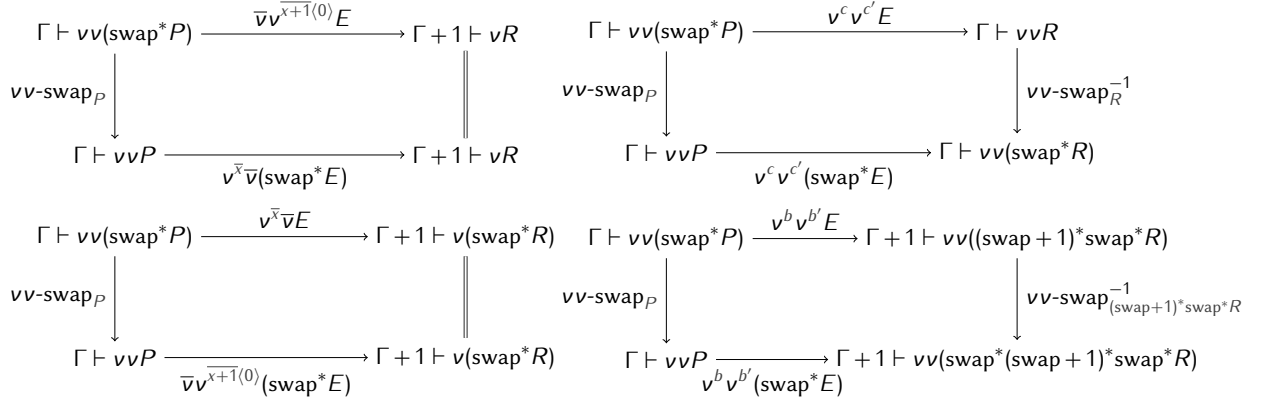 Γ ⊢ νν(swap*P) ν̅ν^{\overline{x+1}⟨0⟩}E Γ + 1 ⊢ νR
νν-swap_P
Γ ⊢ ννP ν^{\overline{x}}ν̅(swap*E) Γ + 1 ⊢ νR
Γ ⊢ νν(swap*P) ν^c ν^{c'}E Γ ⊢ ννR
νν-swap_P νν-swap_R^{-1}
Γ ⊢ ννP ν^c ν^{c'}(swap*E) Γ ⊢ νν(swap*R)
Γ ⊢ νν(swap*P) ν^{\overline{x}}ν̅E Γ + 1 ⊢ ν(swap*R)
νν-swap_P
Γ ⊢ ννP ν̅ν^{\overline{x+1}⟨0⟩}(swap*E) Γ + 1 ⊢ ν(swap*R)
Γ ⊢ νν(swap*P) ν^b ν^{b'}E Γ + 1 ⊢ νν((swap + 1)*swap*R)
νν-swap_P νν-swap^{-1}_{(swap+1)*swap*R}
Γ ⊢ ννP ν^b ν^{b'}(swap*E) Γ + 1 ⊢ νν(swap*(swap + 1)*swap*R)